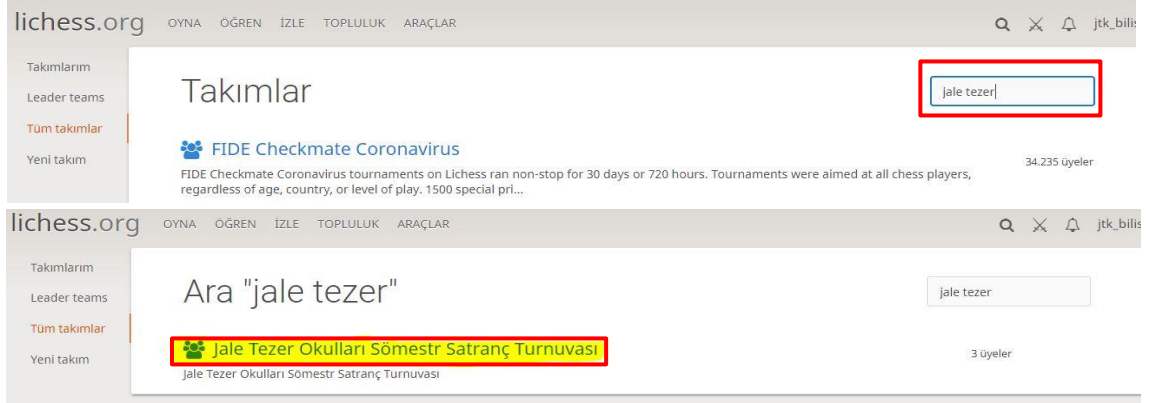 lichess.org OYNA ÖĞREN İZLE TOPLULUK ARAÇLAR jtk_bilis
Takımlarım
Leader teams
Tüm takımlar
Yeni takım
Takımlar
jale tezer
FIDE Checkmate Coronavirus
34.235 üyeler
FIDE Checkmate Coronavirus tournaments on Lichess ran non-stop for 30 days or 720 hours. Tournaments were aimed at all chess players,
regardless of age, country, or level of play. 1500 special pri...
lichess.org OYNA ÖĞREN İZLE TOPLULUK ARAÇLAR jtk_bilis
Takımlarım
Leader teams
Tüm takımlar
Yeni takım
Ara "jale tezer"
jale tezer
Jale Tezer Okulları Sömestr Satranç Turnuvası
3 üyeler
Jale Tezer Okulları Sömestr Satranç Turnuvası